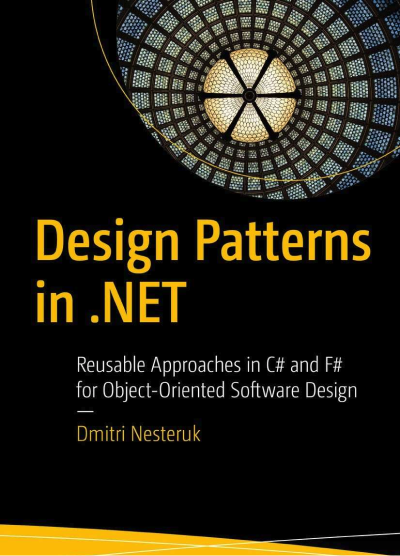 Design Patterns
in .NET
Reusable Approaches in C# and F#
for Object-Oriented Software Design
Dmitri Nesteruk